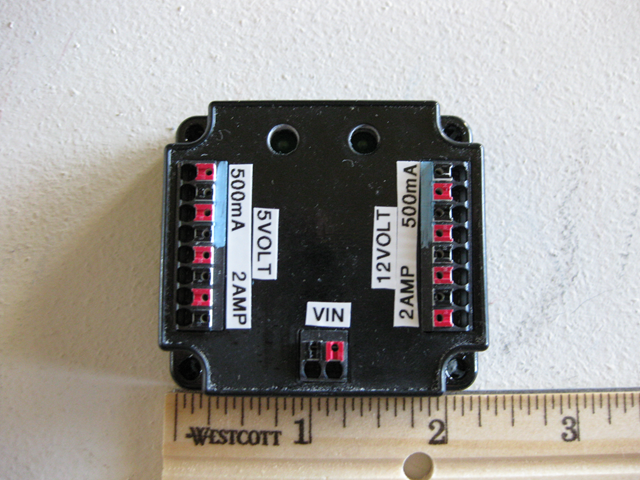 500mA
2AMP
5VOLT
12VOLT
500mA
2AMP
VIN
WESTCOTT 1 2 3